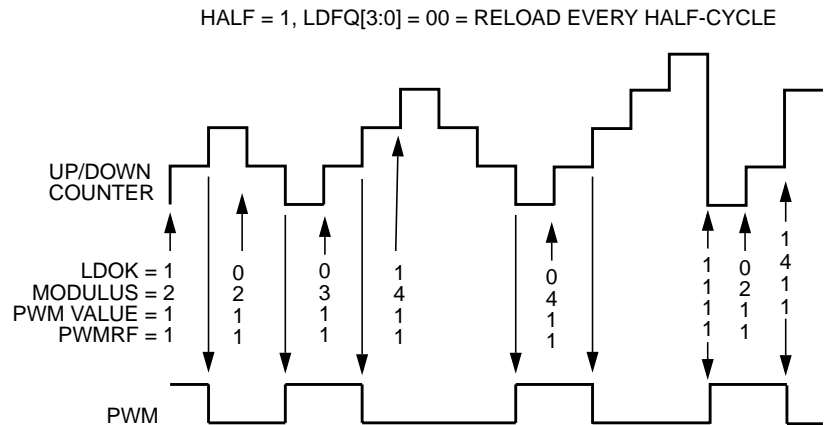 HALF = 1, LDFQ[3:0] = 00 = RELOAD EVERY HALF-CYCLE
UP/DOWN
COUNTER
LDOK = 1 0 0 1 0 1 0 1
MODULUS = 2 2 3 4 4 1 2 4
PWM VALUE = 1 1 1 1 1 1 1 1
PWMRF = 1 1 1 1 1 1 1 1
PWM